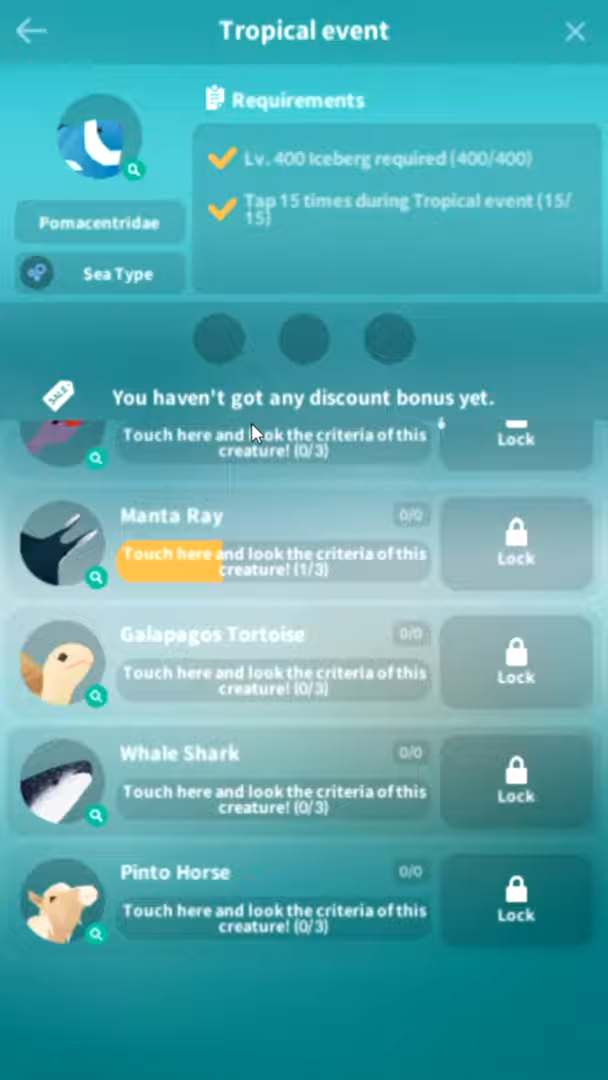 Tropical event
Requirements
Lv. 400 Iceberg required (400/400)
Tap 15 times during Tropical event (15/
15)
Pomacentridae
Sea Type
SALE
You haven't got any discount bonus yet.
Touch here and look the criteria of this
creature! (0/3)
Lock
Manta Ray
0/0
Touch here and look the criteria of this
creature! (1/3)
Lock
Galapagos Tortoise
0/0
Touch here and look the criteria of this
creature! (0/3)
Lock
Whale Shark
0/0
Touch here and look the criteria of this
creature! (0/3)
Lock
Pinto Horse
0/0
Touch here and look the criteria of this
creature! (0/3)
Lock